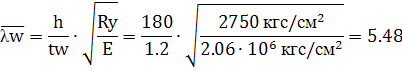 λw = h/tw · √(Ry/E) = 180/1.2 · √(2750 кгс/см² / 2.06 · 10⁶ кгс/см²) = 5.48